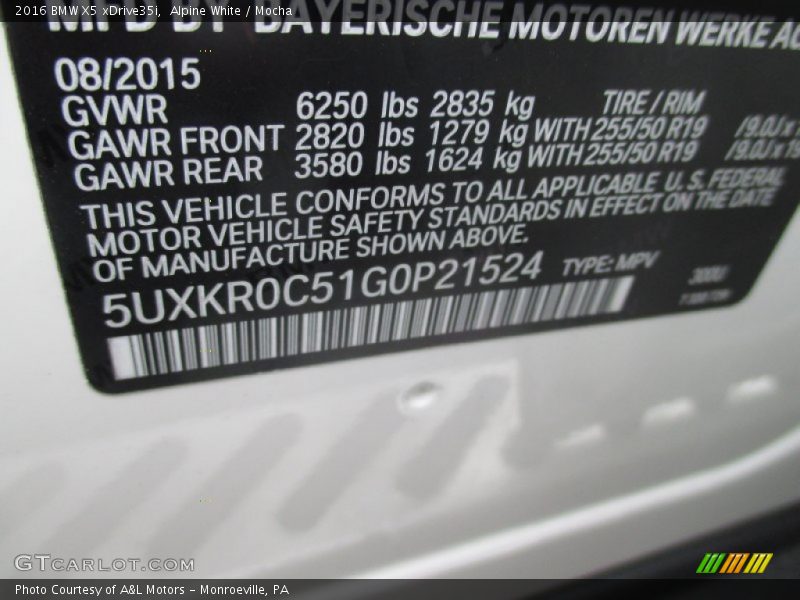 2016 BMW X5 xDrive35i, Alpine White / Mocha
MFD BY BAYERISCHE MOTOREN WERKE AG
08/2015
GVWR 6250 lbs 2835 kg TIRE / RIM
GAWR FRONT 2820 lbs 1279 kg WITH 255/50 R19
GAWR REAR 3580 lbs 1624 kg WITH 255/50 R19
THIS VEHICLE CONFORMS TO ALL APPLICABLE U. S. FEDERAL
MOTOR VEHICLE SAFETY STANDARDS IN EFFECT ON THE DATE
OF MANUFACTURE SHOWN ABOVE.
5UXKR0C51G0P21524 TYPE: MPV
300U
GTCARLOT.COM
Photo Courtesy of A&L Motors – Monroeville, PA